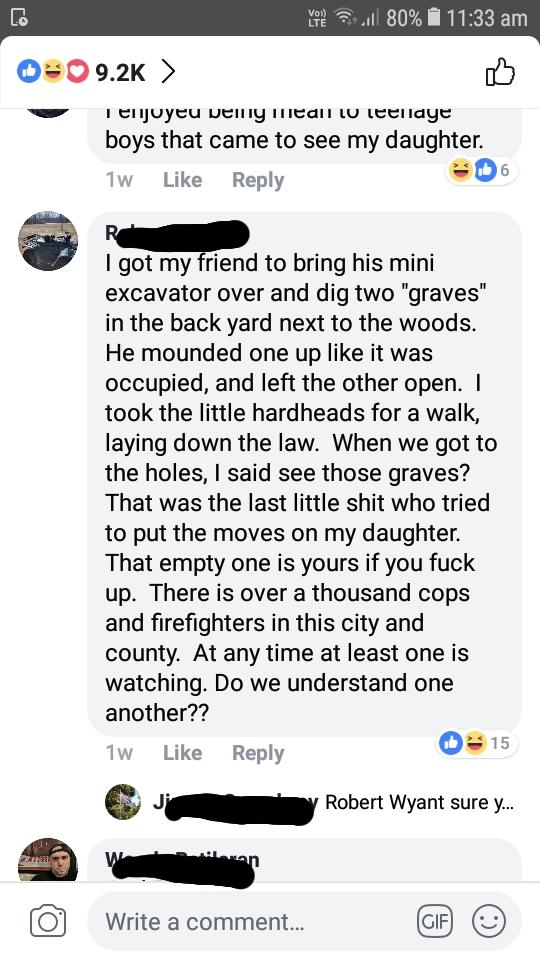 Vo)) LTE 80% 11:33 am
9.2K
I enjoyed being mean to teenage
boys that came to see my daughter.
1w Like Reply 6
R
I got my friend to bring his mini
excavator over and dig two "graves"
in the back yard next to the woods.
He mounded one up like it was
occupied, and left the other open. I
took the little hardheads for a walk,
laying down the law. When we got to
the holes, I said see those graves?
That was the last little shit who tried
to put the moves on my daughter.
That empty one is yours if you fuck
up. There is over a thousand cops
and firefighters in this city and
county. At any time at least one is
watching. Do we understand one
another??
1w Like Reply 15
Ji y Robert Wyant sure y...
W
Write a comment...
GIF